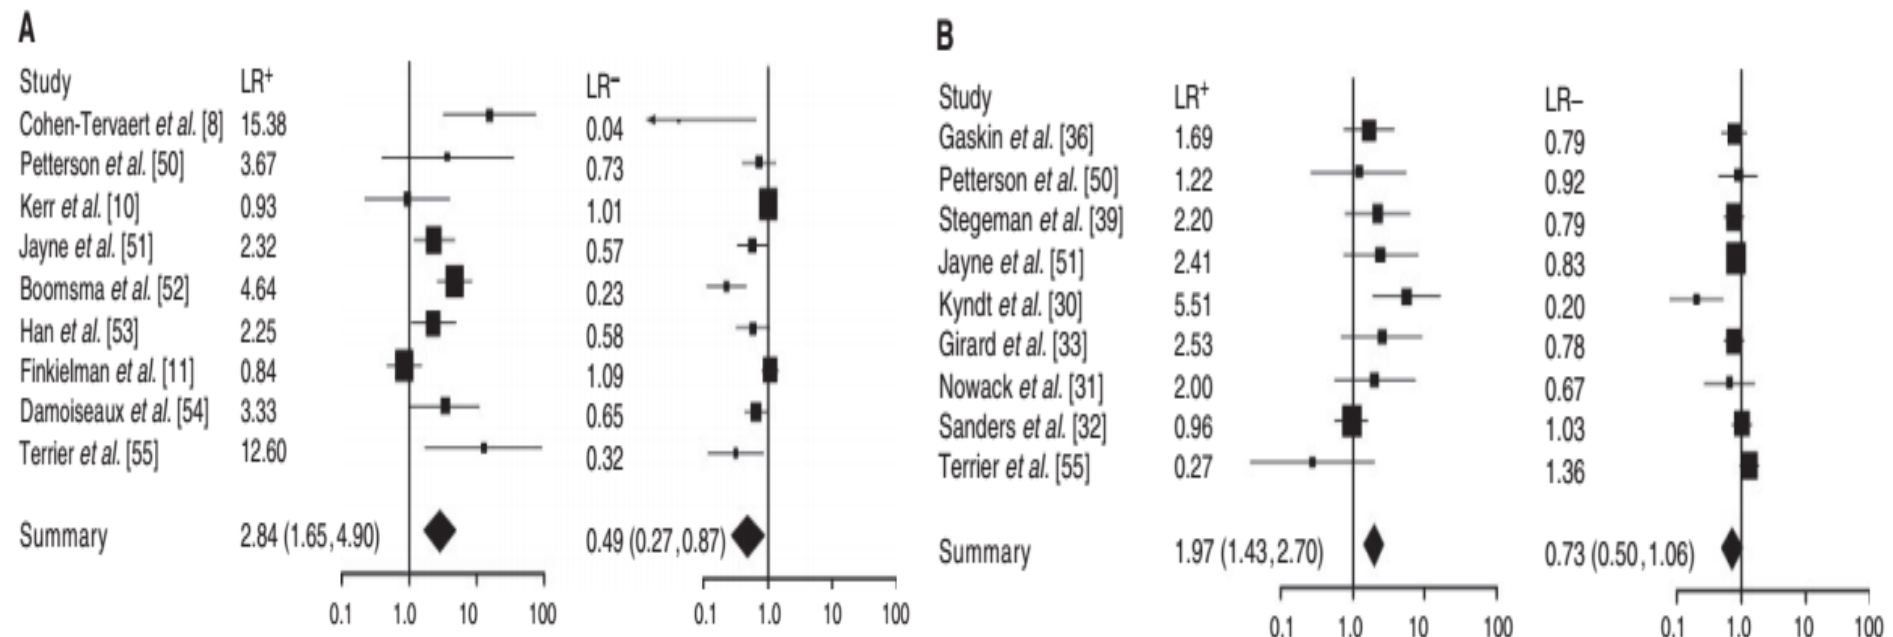 A
Study LR+ LR–
Cohen-Tervaert et al. [8] 15.38 0.04
Petterson et al. [50] 3.67 0.73
Kerr et al. [10] 0.93 1.01
Jayne et al. [51] 2.32 0.57
Boomsma et al. [52] 4.64 0.23
Han et al. [53] 2.25 0.58
Finkielman et al. [11] 0.84 1.09
Damoiseaux et al. [54] 3.33 0.65
Terrier et al. [55] 12.60 0.32
Summary 2.84 (1.65, 4.90) 0.49 (0.27, 0.87)
0.1 1.0 10 100 0.1 1.0 10 100
B
Study LR+ LR–
Gaskin et al. [36] 1.69 0.79
Petterson et al. [50] 1.22 0.92
Stegeman et al. [39] 2.20 0.79
Jayne et al. [51] 2.41 0.83
Kyndt et al. [30] 5.51 0.20
Girard et al. [33] 2.53 0.78
Nowack et al. [31] 2.00 0.67
Sanders et al. [32] 0.96 1.03
Terrier et al. [55] 0.27 1.36
Summary 1.97 (1.43, 2.70) 0.73 (0.50, 1.06)
0.1 1.0 10 100 0.1 1.0 10 100